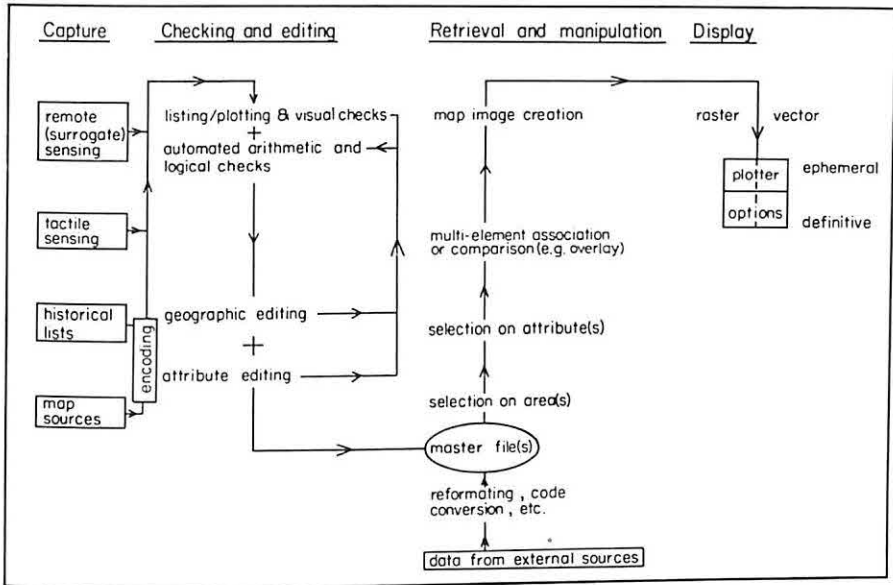 Capture
Checking and editing
Retrieval and manipulation
Display
remote
(surrogate)
sensing
tactile
sensing
historical
lists
map
sources
encoding
listing/plotting & visual checks
+
automated arithmetic and
logical checks
geographic editing
+
attribute editing
map image creation
multi-element association
or comparison (e.g. overlay)
selection on attribute(s)
selection on area(s)
master file(s)
reformating, code
conversion, etc.
data from external sources
raster
vector
plotter
options
ephemeral
definitive